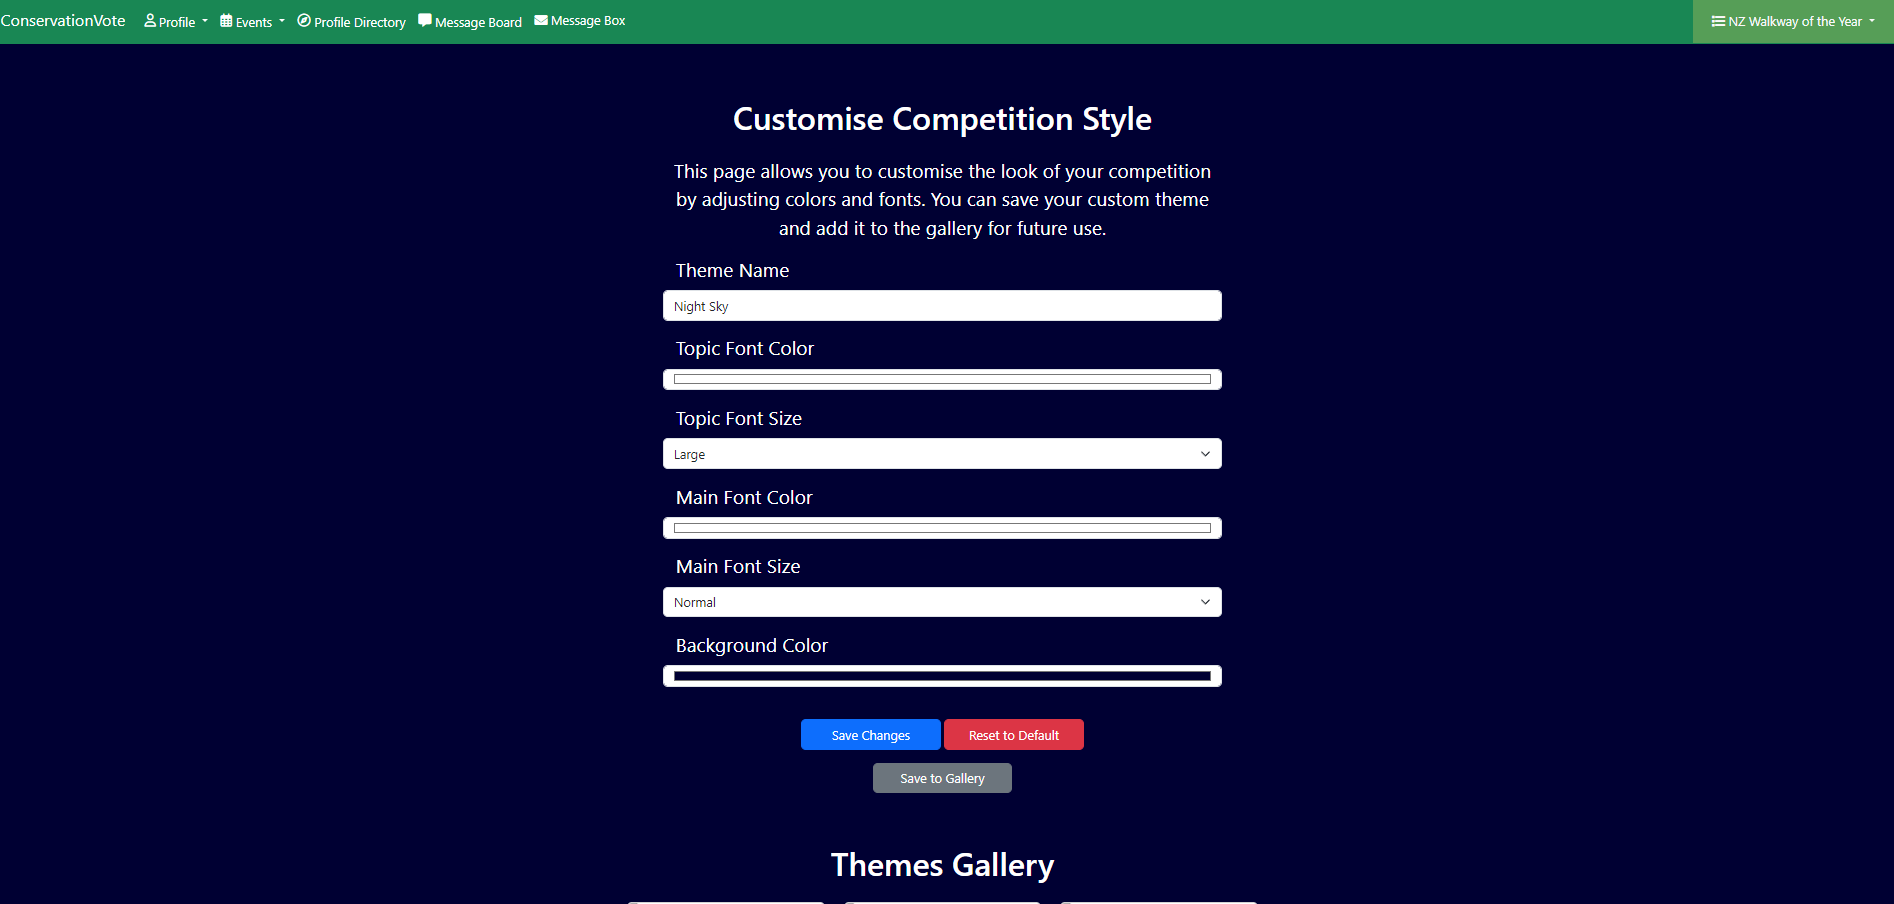 ConservationVote Profile Events Profile Directory Message Board Message Box NZ Walkway of the Year
Customise Competition Style
This page allows you to customise the look of your competition
by adjusting colors and fonts. You can save your custom theme
and add it to the gallery for future use.
Theme Name
Night Sky
Topic Font Color
Topic Font Size
Large
Main Font Color
Main Font Size
Normal
Background Color
Save Changes Reset to Default
Save to Gallery
Themes Gallery